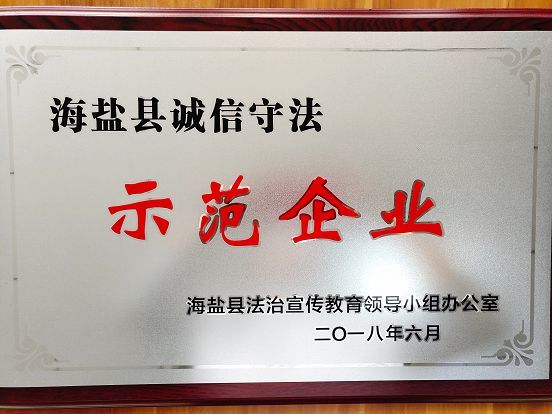 海盐县诚信守法
示范企业
海盐县法治宣传教育领导小组办公室
二〇一八年六月